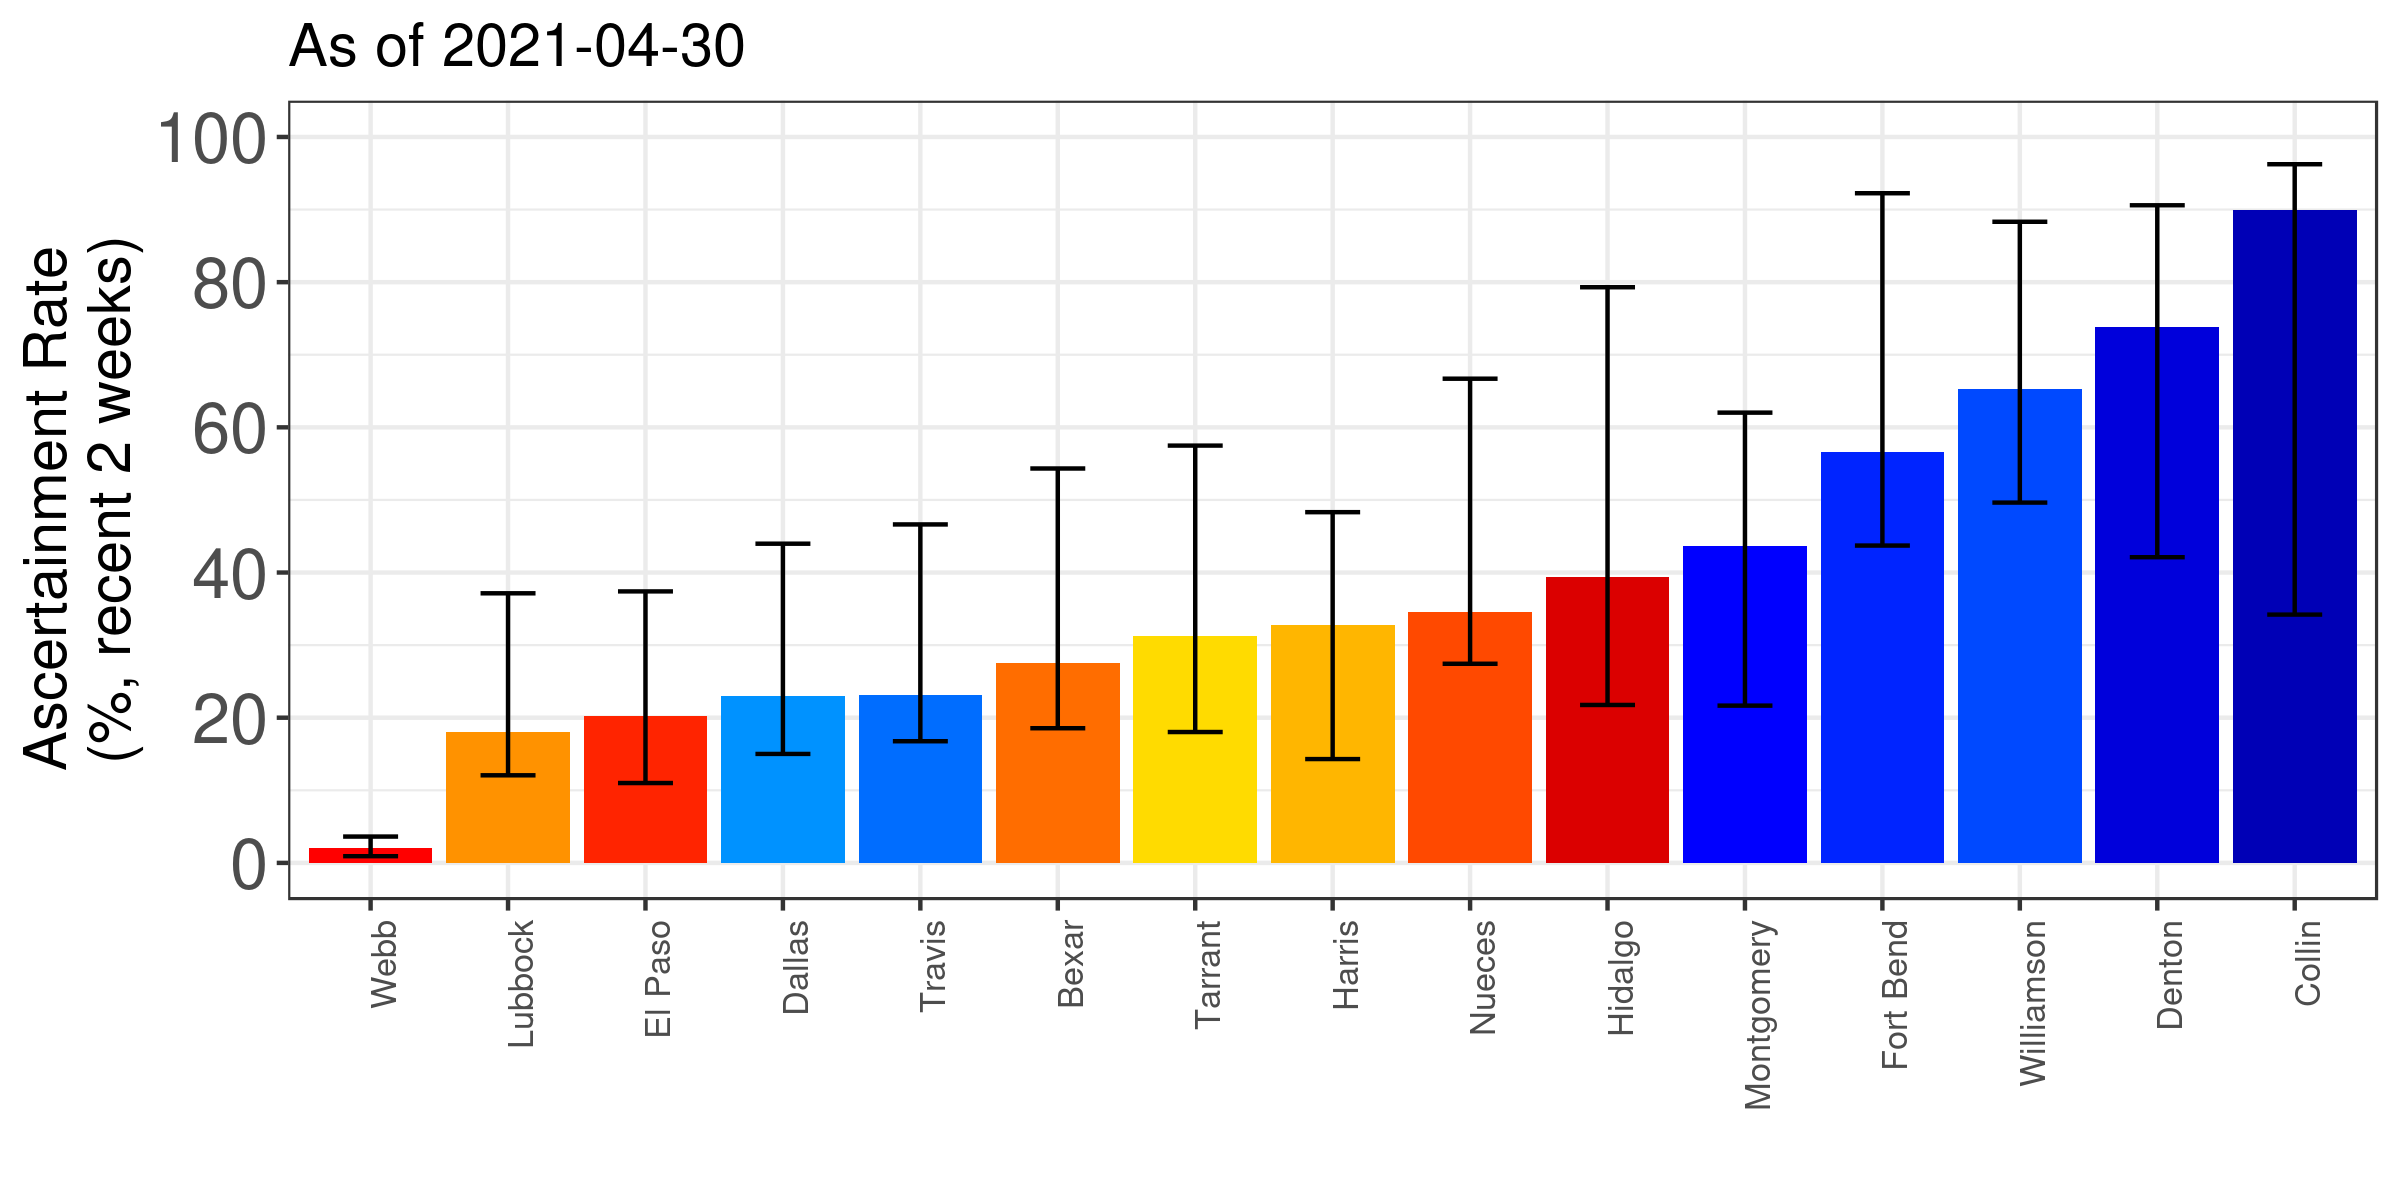 As of 2021-04-30
Ascertainment Rate
(%, recent 2 weeks)
100
80
60
40
20
0
Webb
Lubbock
El Paso
Dallas
Travis
Bexar
Tarrant
Harris
Nueces
Hidalgo
Montgomery
Fort Bend
Williamson
Denton
Collin